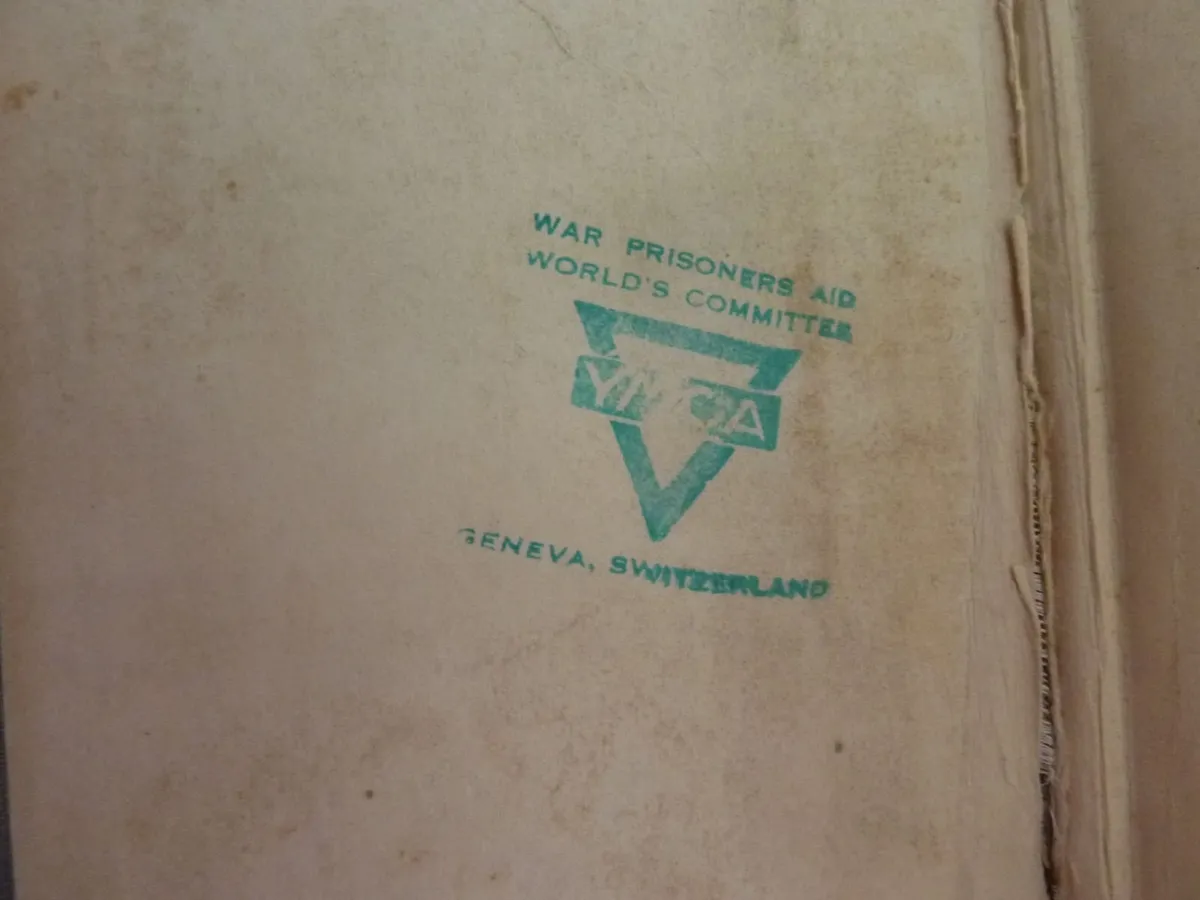 WAR PRISONERS AID
WORLD'S COMMITTEE
YMCA
GENEVA, SWITZERLAND